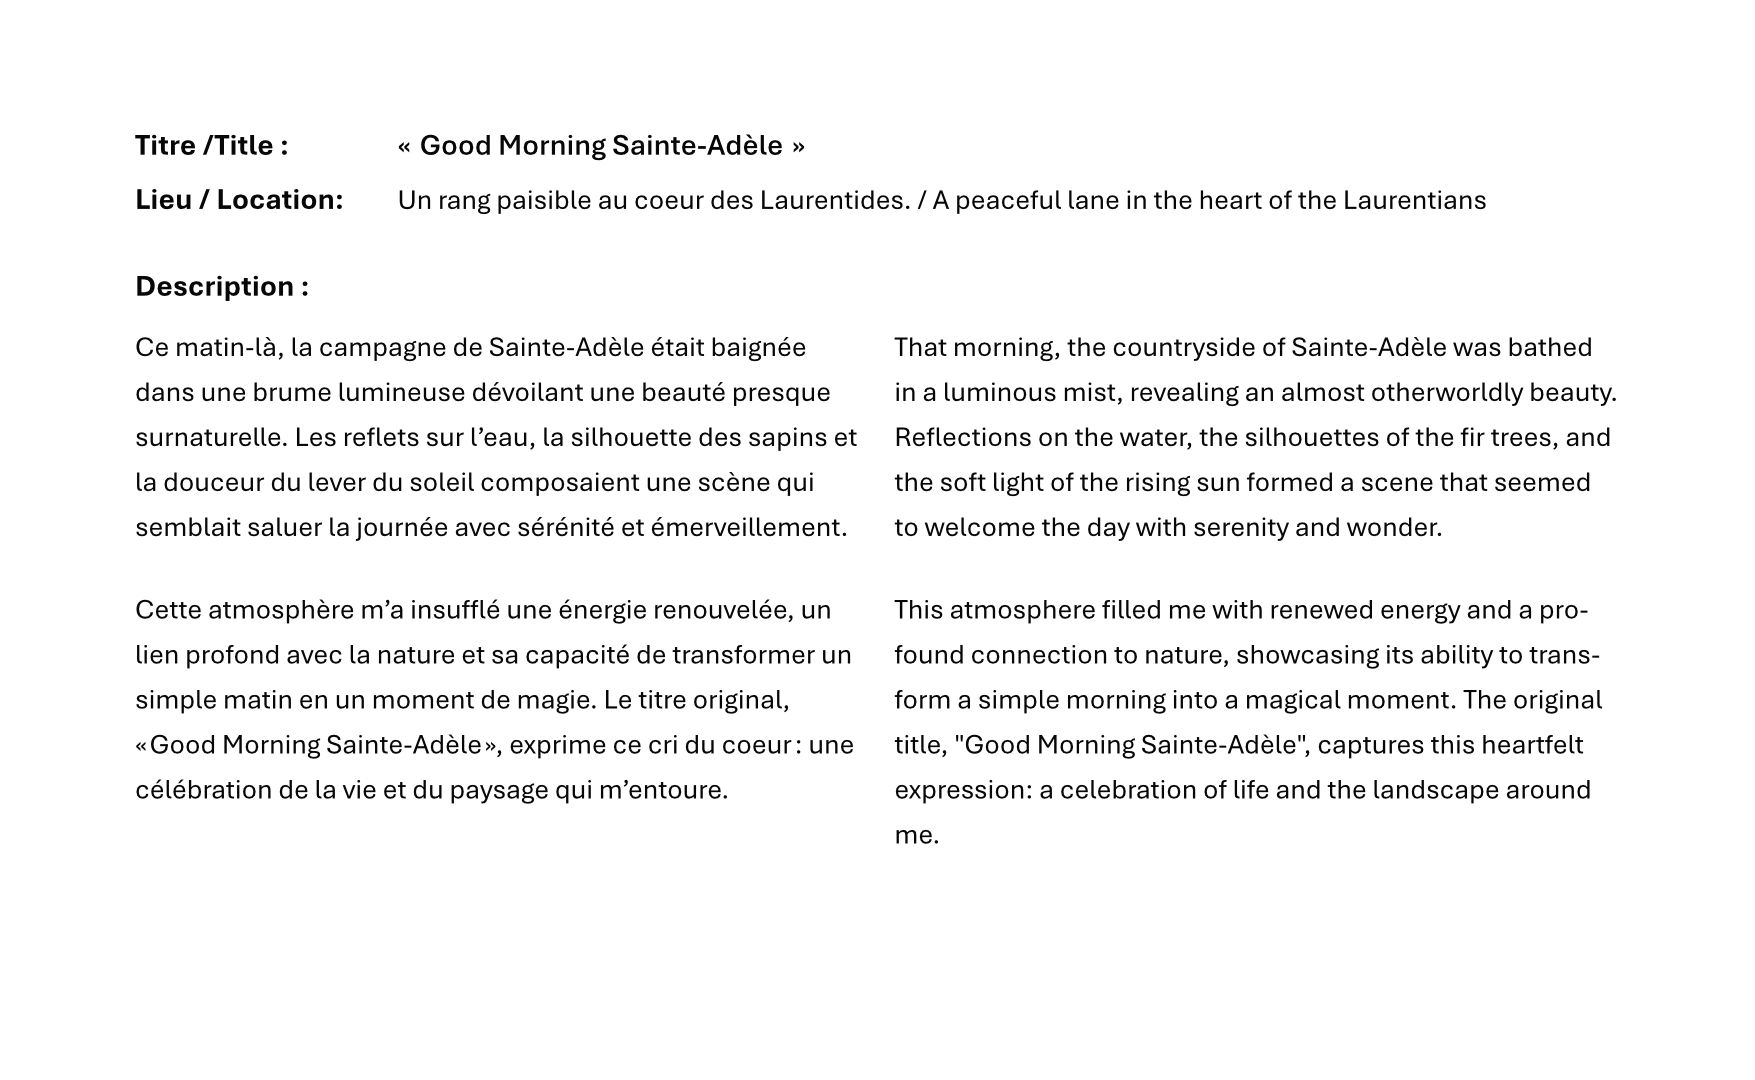 Titre /Title : « Good Morning Sainte-Adèle »
Lieu / Location: Un rang paisible au coeur des Laurentides. / A peaceful lane in the heart of the Laurentians
Description :
Ce matin-là, la campagne de Sainte-Adèle était baignée
dans une brume lumineuse dévoilant une beauté presque
surnaturelle. Les reflets sur l’eau, la silhouette des sapins et
la douceur du lever du soleil composaient une scène qui
semblait saluer la journée avec sérénité et émerveillement.
Cette atmosphère m’a insufflé une énergie renouvelée, un
lien profond avec la nature et sa capacité de transformer un
simple matin en un moment de magie. Le titre original,
«Good Morning Sainte-Adèle», exprime ce cri du coeur : une
célébration de la vie et du paysage qui m’entoure.
That morning, the countryside of Sainte-Adèle was bathed
in a luminous mist, revealing an almost otherworldly beauty.
Reflections on the water, the silhouettes of the fir trees, and
the soft light of the rising sun formed a scene that seemed
to welcome the day with serenity and wonder.
This atmosphere filled me with renewed energy and a pro-
found connection to nature, showcasing its ability to trans-
form a simple morning into a magical moment. The original
title, "Good Morning Sainte-Adèle", captures this heartfelt
expression: a celebration of life and the landscape around
me.